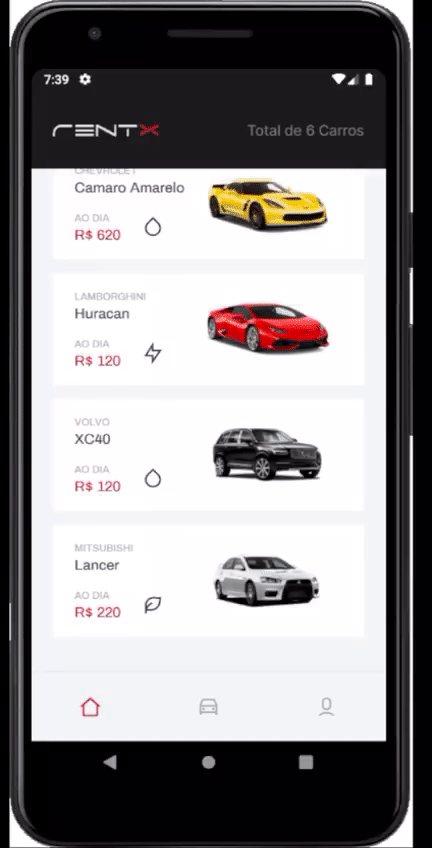 7:39
RENTX
Total de 6 Carros
CHEVROLET
Camaro Amarelo
AO DIA
R$ 620
LAMBORGHINI
Huracan
AO DIA
R$ 120
VOLVO
XC40
AO DIA
R$ 120
MITSUBISHI
Lancer
AO DIA
R$ 220